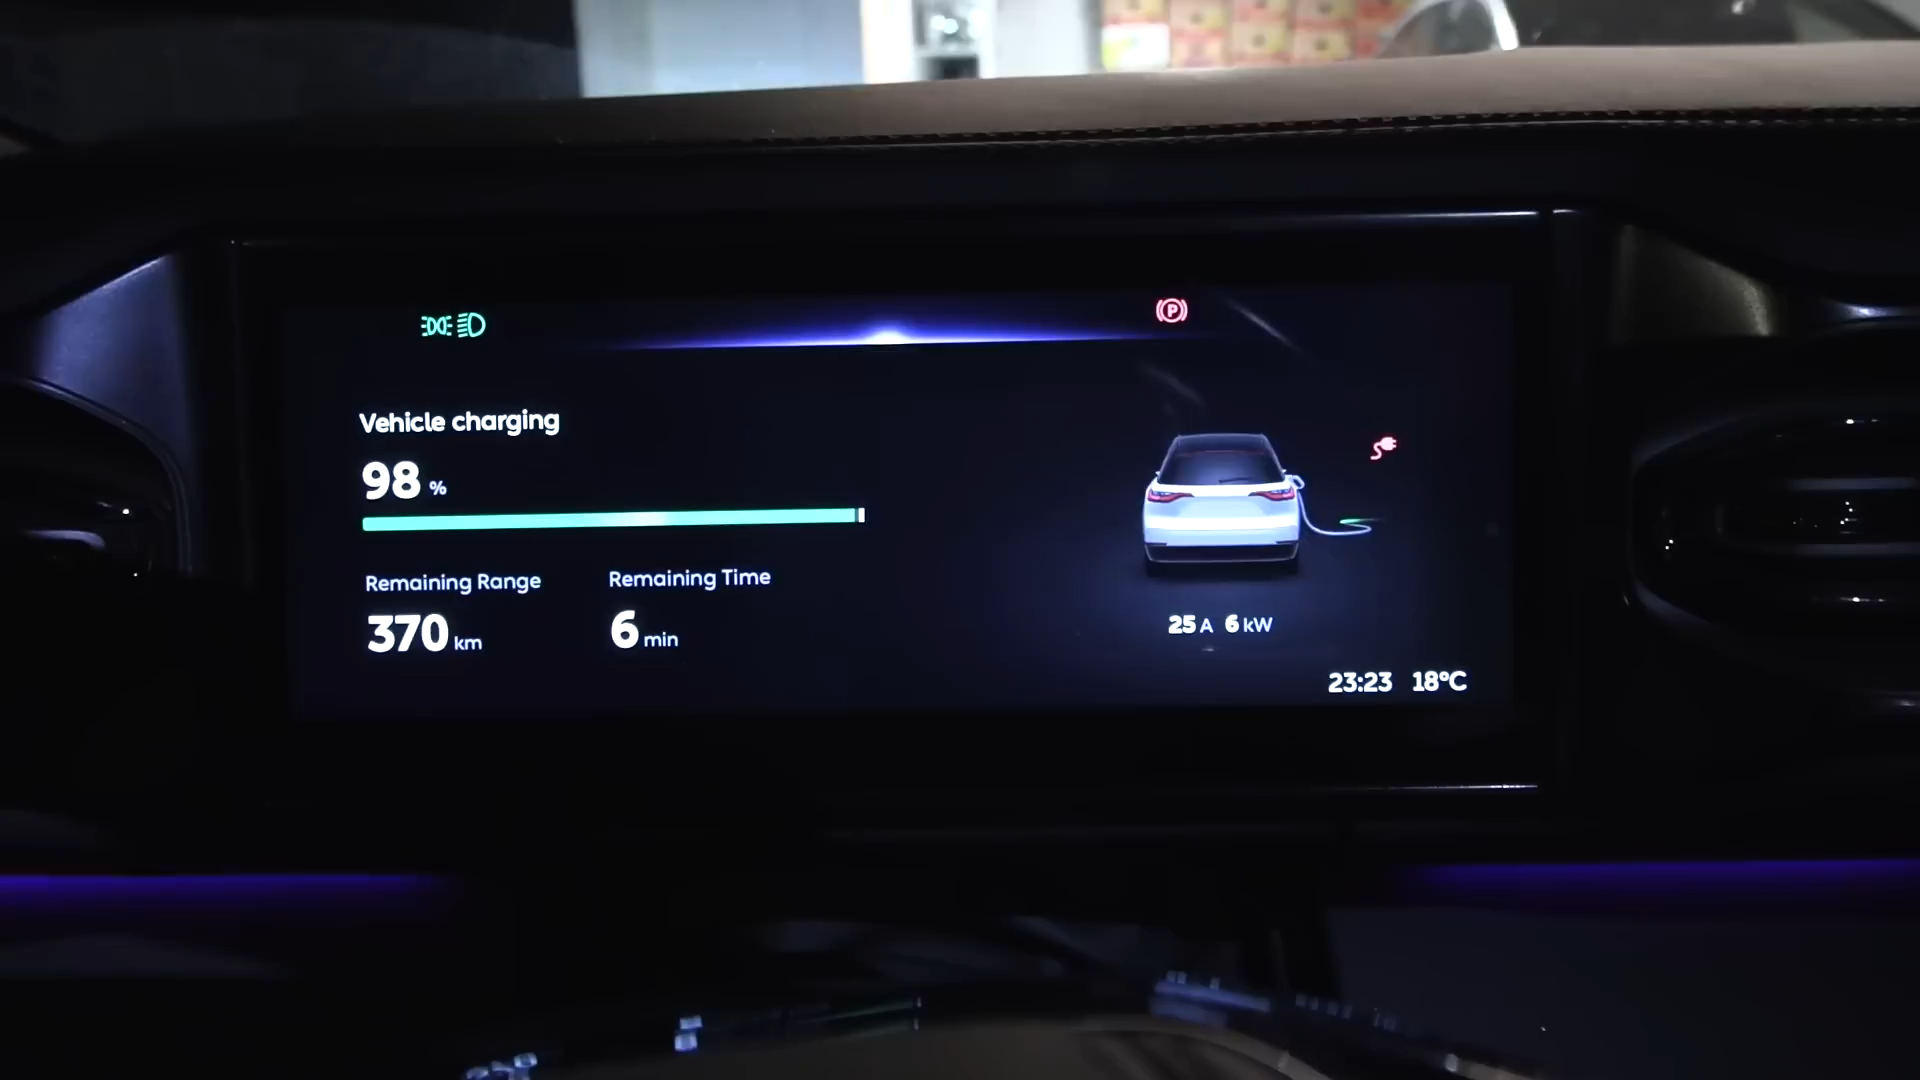 P
Vehicle charging
98 %
Remaining Range
Remaining Time
370 km
6 min
25 A 6 kW
23:23 18°C